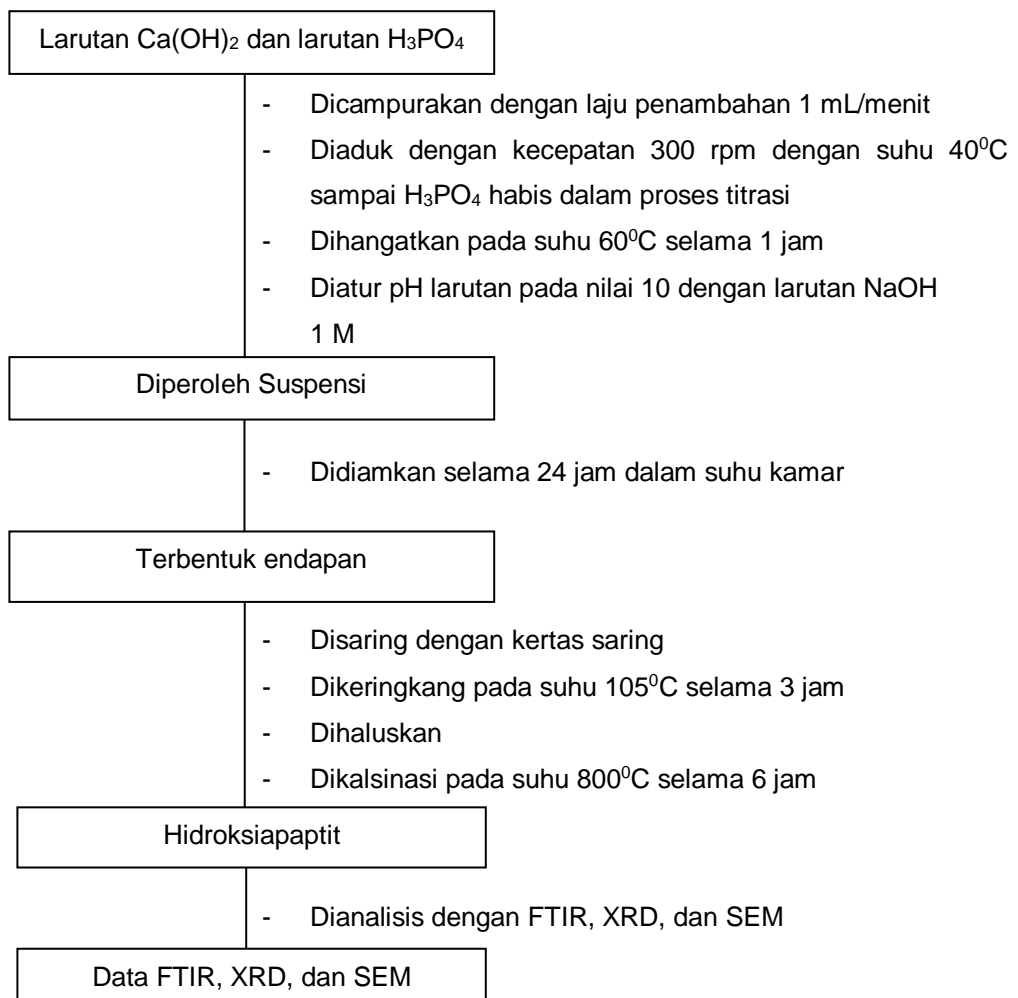 Larutan Ca(OH)₂ dan larutan H₃PO₄
- Dicampurakan dengan laju penambahan 1 mL/menit
- Diaduk dengan kecepatan 300 rpm dengan suhu 40⁰C
sampai H₃PO₄ habis dalam proses titrasi
- Dihangatkan pada suhu 60⁰C selama 1 jam
- Diatur pH larutan pada nilai 10 dengan larutan NaOH
1 M
Diperoleh Suspensi
- Didiamkan selama 24 jam dalam suhu kamar
Terbentuk endapan
- Disaring dengan kertas saring
- Dikeringkang pada suhu 105⁰C selama 3 jam
- Dihaluskan
- Dikalsinasi pada suhu 800⁰C selama 6 jam
Hidroksiapaptit
- Dianalisis dengan FTIR, XRD, dan SEM
Data FTIR, XRD, dan SEM